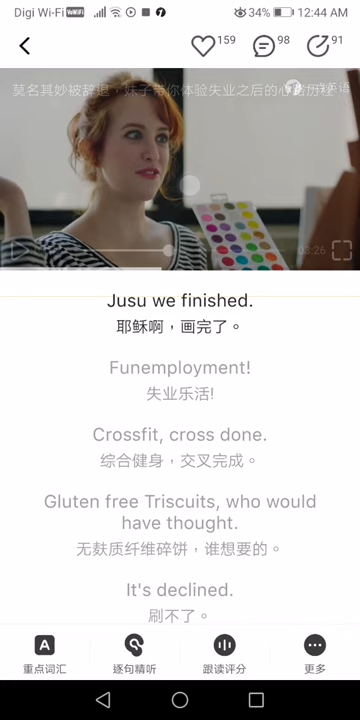 Digi Wi-Fi VoWiFi 34% 12:44 AM
159 98 91
莫名其妙被辞退,妹子带你体验失业之后的心路历程
英语
03:26
Jusu we finished.
耶稣啊,画完了。
Funemployment!
失业乐活!
Crossfit, cross done.
综合健身,交叉完成。
Gluten free Triscuits, who would
have thought.
无麸质纤维碎饼,谁想要的。
It's declined.
刷不了。
A
重点词汇 逐句精听 跟读评分 更多